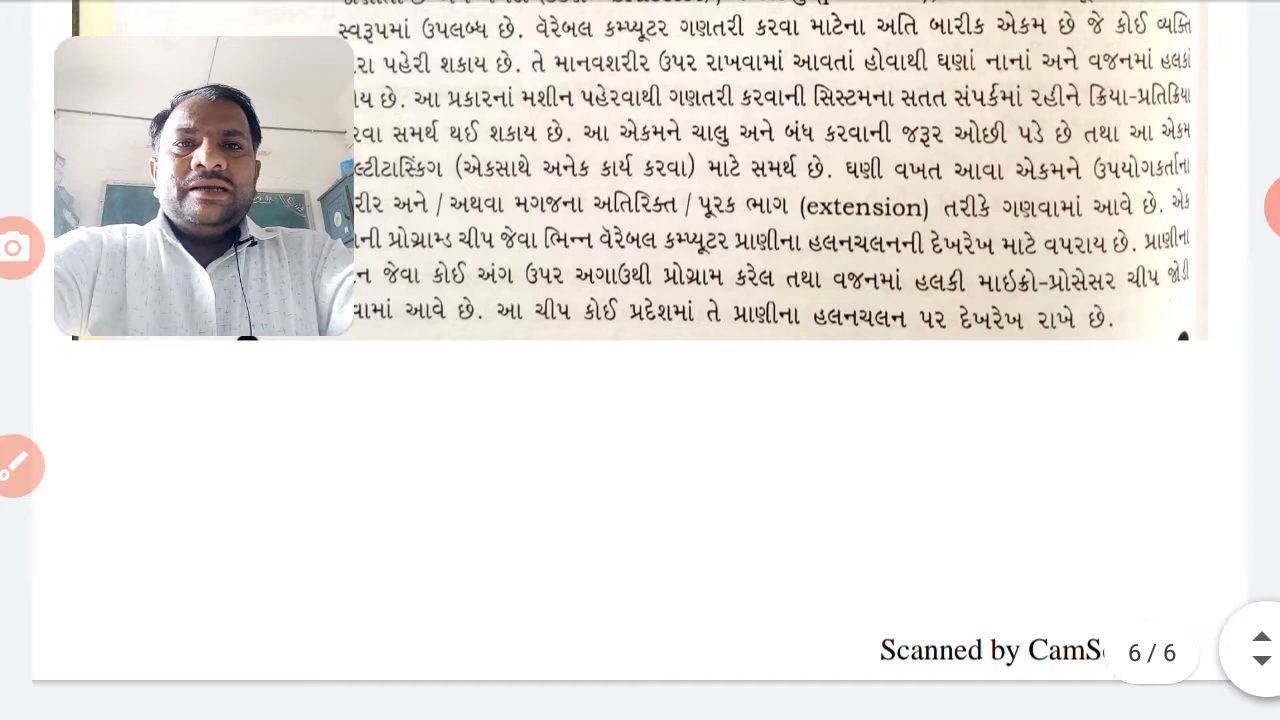 સ્વરૂપમાં ઉપલબ્ધ છે. વૅરેબલ કમ્પ્યૂટર ગણતરી કરવા માટેના અતિ બારીક એકમ છે જે કોઈ વ્યક્તિ
રા પહેરી શકાય છે. તે માનવશરીર ઉપર રાખવામાં આવતાં હોવાથી ઘણાં નાનાં અને વજનમાં હલકાં
ય છે. આ પ્રકારનાં મશીન પહેરવાથી ગણતરી કરવાની સિસ્ટમના સતત સંપર્કમાં રહીને ક્રિયા-પ્રતિક્રિયા
રવા સમર્થ થઈ શકાય છે. આ એકમને ચાલુ અને બંધ કરવાની જરૂર ઓછી પડે છે તથા આ એકમ
લ્ટીટાસ્કિંગ (એકસાથે અનેક કાર્ય કરવા) માટે સમર્થ છે. ઘણી વખત આવા એકમને ઉપયોગકર્તાના
રીર અને / અથવા મગજના અતિરિક્ત / પૂરક ભાગ (extension) તરીકે ગણવામાં આવે છે. એક
ની પ્રોગ્રામ્ડ ચીપ જેવા ભિન્ન વૅરેબલ કમ્પ્યૂટર પ્રાણીના હલનચલનની દેખરેખ માટે વપરાય છે. પ્રાણીના
ન જેવા કોઈ અંગ ઉપર અગાઉથી પ્રોગ્રામ કરેલ તથા વજનમાં હલકી માઇક્રો-પ્રોસેસર ચીપ જોડી
વામાં આવે છે. આ ચીપ કોઈ પ્રદેશમાં તે પ્રાણીના હલનચલન પર દેખરેખ રાખે છે.
Scanned by CamSc
6 / 6